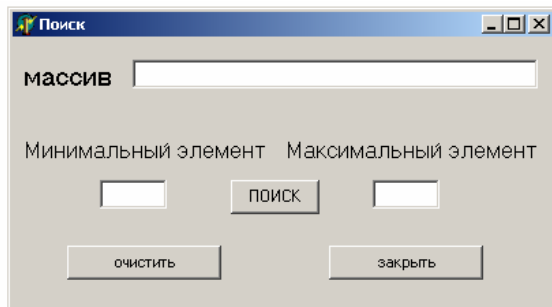 Поиск
массив
Минимальный элемент Максимальный элемент
поиск
очистить закрыть